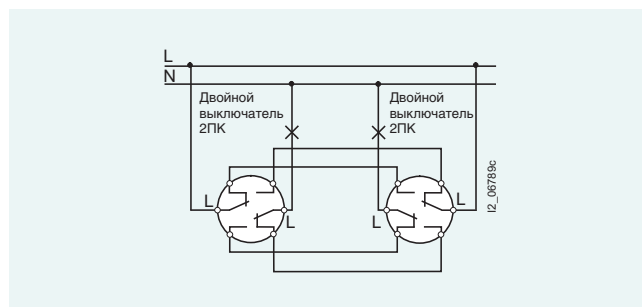 L
N
Двойной
выключатель
2ПК
Двойной
выключатель
2ПК
L
L
L
L
I2_06789c